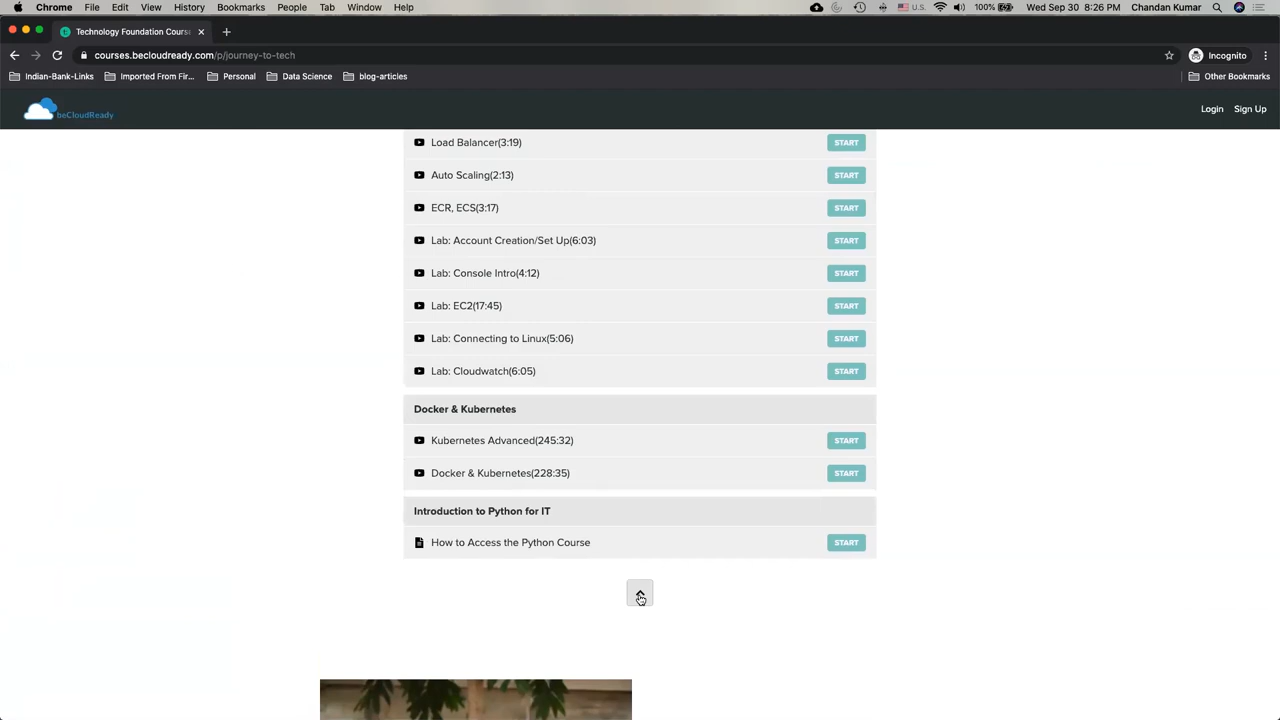 Chrome File Edit View History Bookmarks People Tab Window Help U.S. 100% Wed Sep 30 8:26 PM Chandan Kumar
Technology Foundation Cours
courses.becloudready.com/p/journey-to-tech Incognito
Indian-Bank-Links Imported From Fir... Personal Data Science blog-articles Other Bookmarks
beCloudReady Login Sign Up
Load Balancer(3:19) START
Auto Scaling(2:13) START
ECR, ECS(3:17) START
Lab: Account Creation/Set Up(6:03) START
Lab: Console Intro(4:12) START
Lab: EC2(17:45) START
Lab: Connecting to Linux(5:06) START
Lab: Cloudwatch(6:05) START
Docker & Kubernetes
Kubernetes Advanced(245:32) START
Docker & Kubernetes(228:35) START
Introduction to Python for IT
How to Access the Python Course START